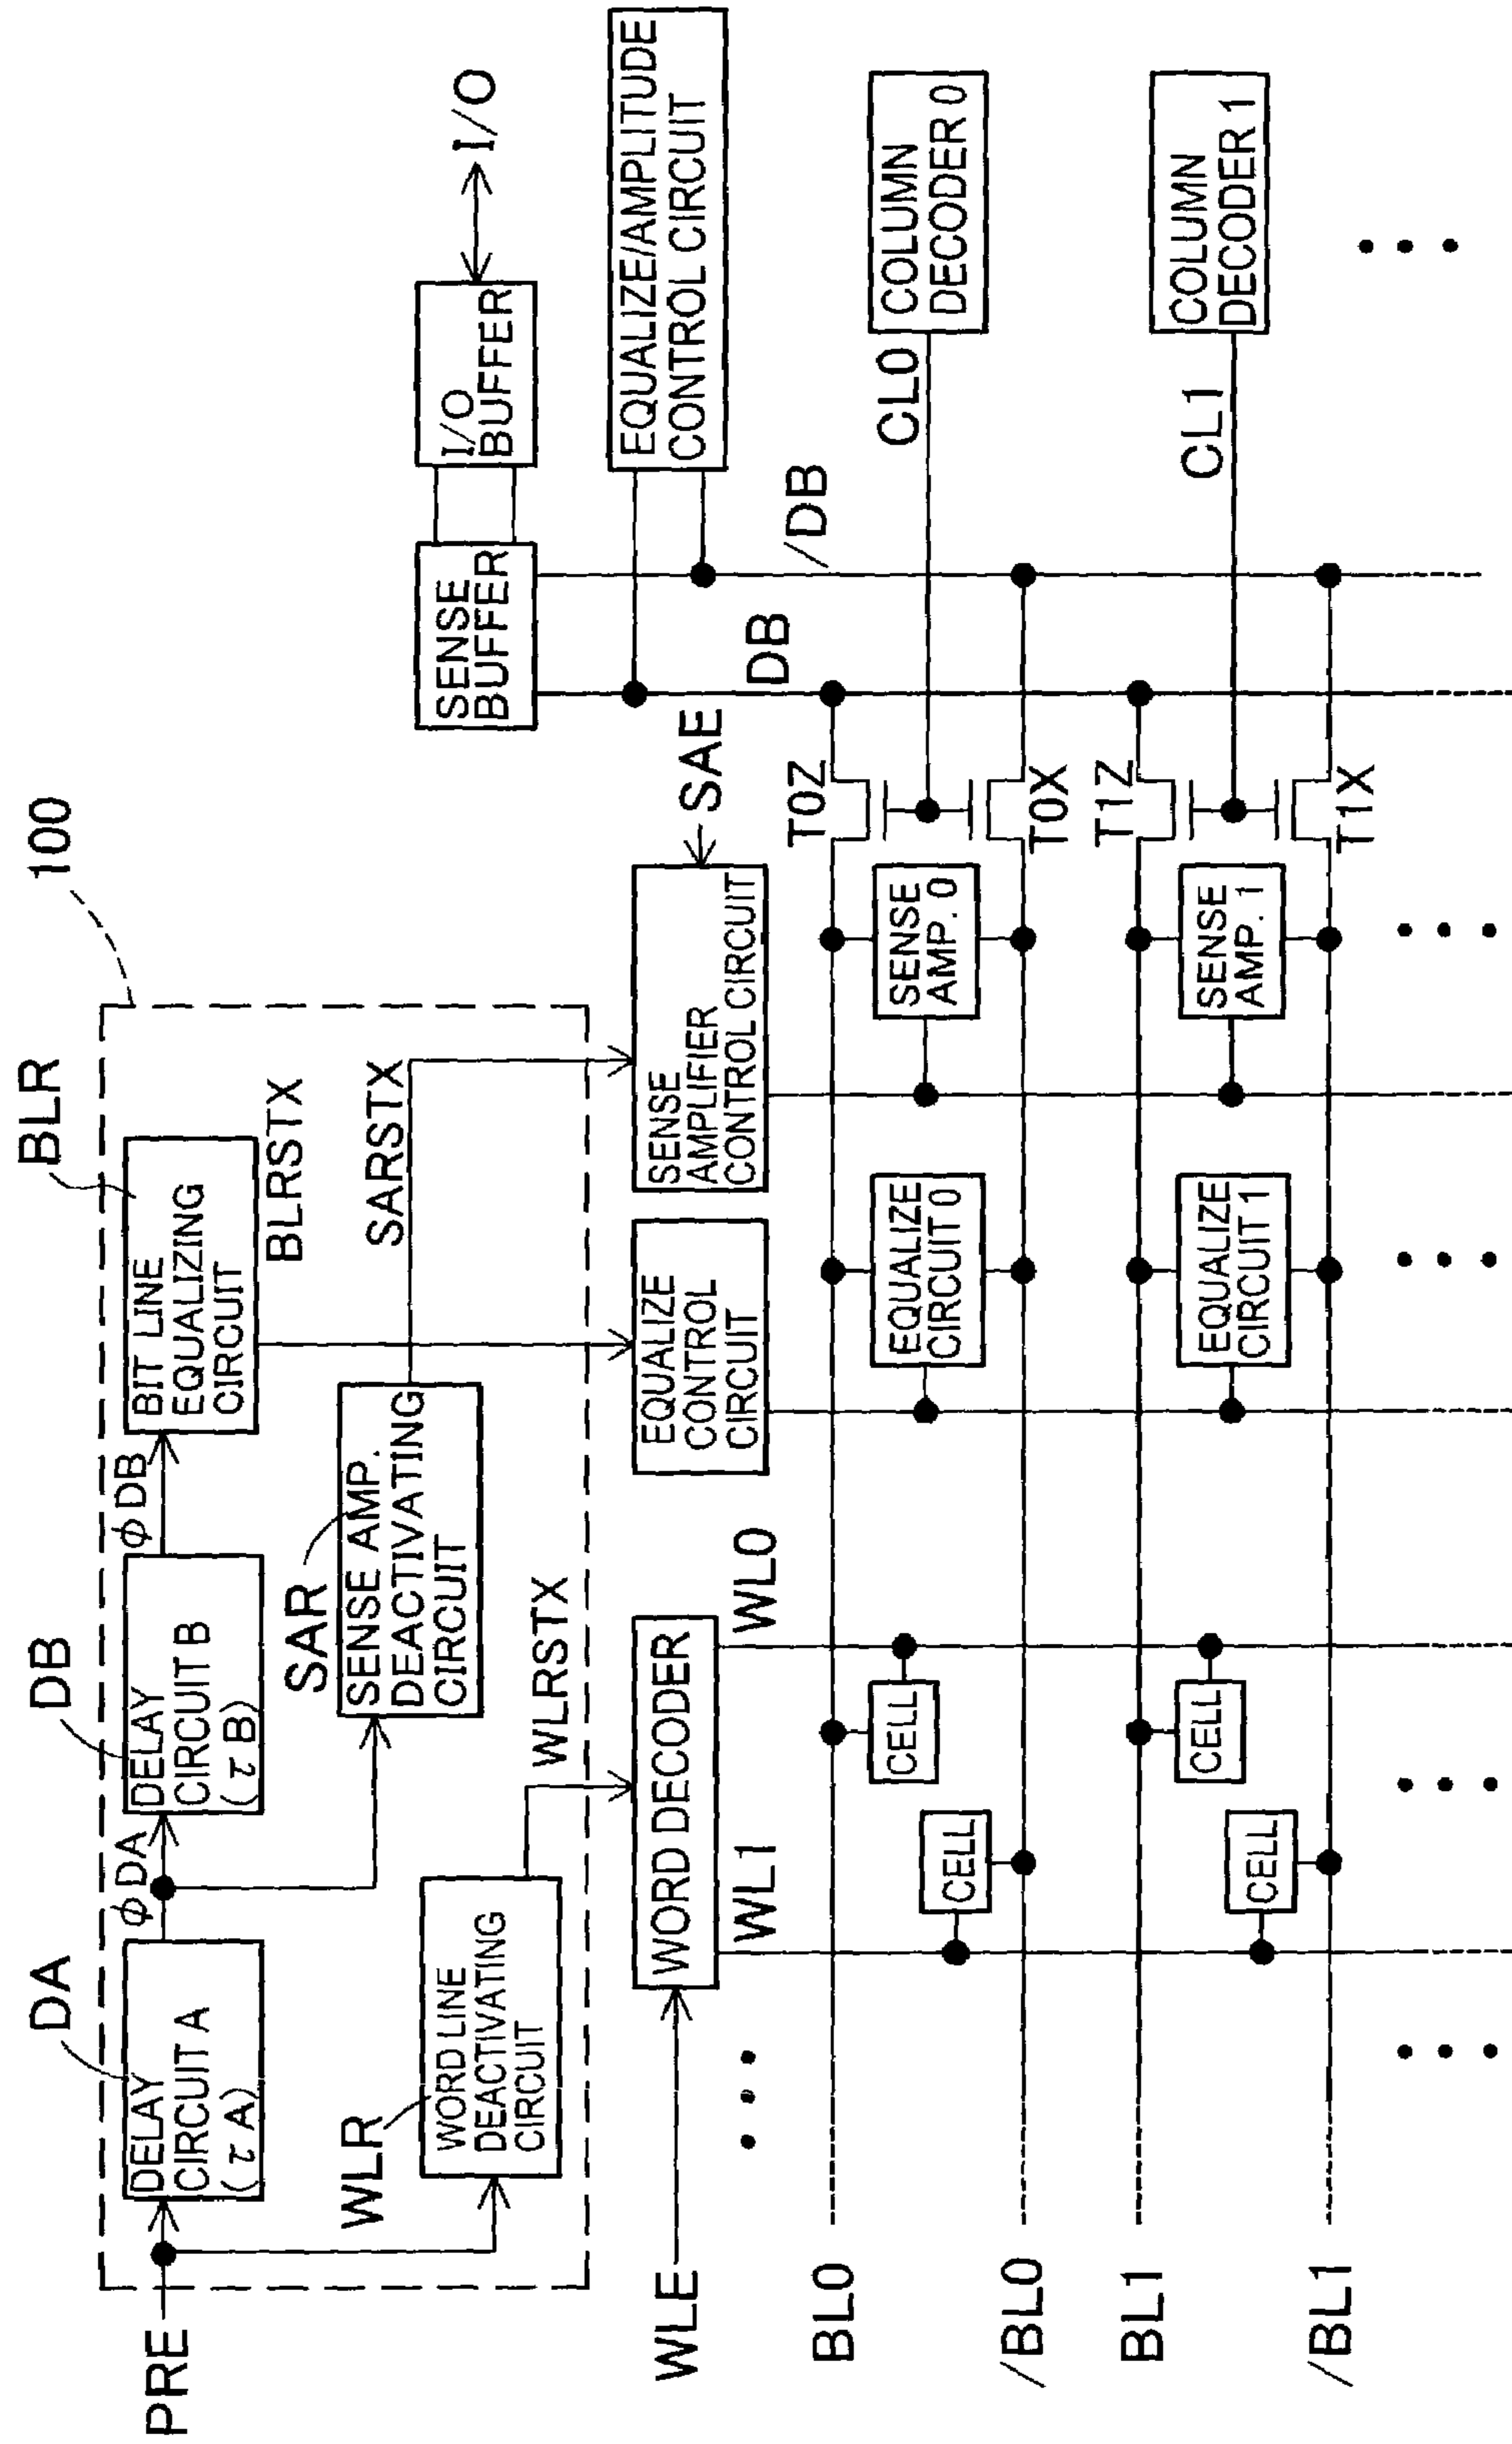 100
DA
DB
BLR
PRE
DELAY
CIRCUIT A
(τA)
φDA
DELAY
CIRCUIT B
(τB)
φDB
BIT LINE
EQUALIZING
CIRCUIT
BLRSTX
SAR
SENSE AMP.
DEACTIVATING
CIRCUIT
SARSTX
WLR
WORD LINE
DEACTIVATING
CIRCUIT
WLRSTX
SENSE
BUFFER
I/O
BUFFER
I/O
WLE
WORD DECODER
EQUALIZE
CONTROL
CIRCUIT
SENSE
AMPLIFIER
CONTROL CIRCUIT
SAE
EQUALIZE/AMPLITUDE
CONTROL CIRCUIT
WL1
WL0
DB
/DB
BL0
CELL
CELL
EQUALIZE
CIRCUIT 0
SENSE
AMP. 0
T0Z
T0X
CL0
COLUMN
DECODER 0
/BL0
BL1
CELL
CELL
EQUALIZE
CIRCUIT 1
SENSE
AMP. 1
T1Z
T1X
CL1
COLUMN
DECODER 1
/BL1